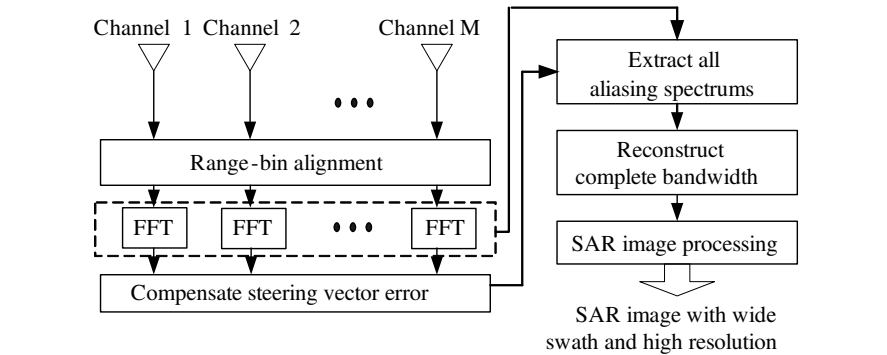 Channel 1 Channel 2 Channel M
Range-bin alignment
FFT FFT FFT
Compensate steering vector error
Extract all
aliasing spectrums
Reconstruct
complete bandwidth
SAR image processing
SAR image with wide
swath and high resolution